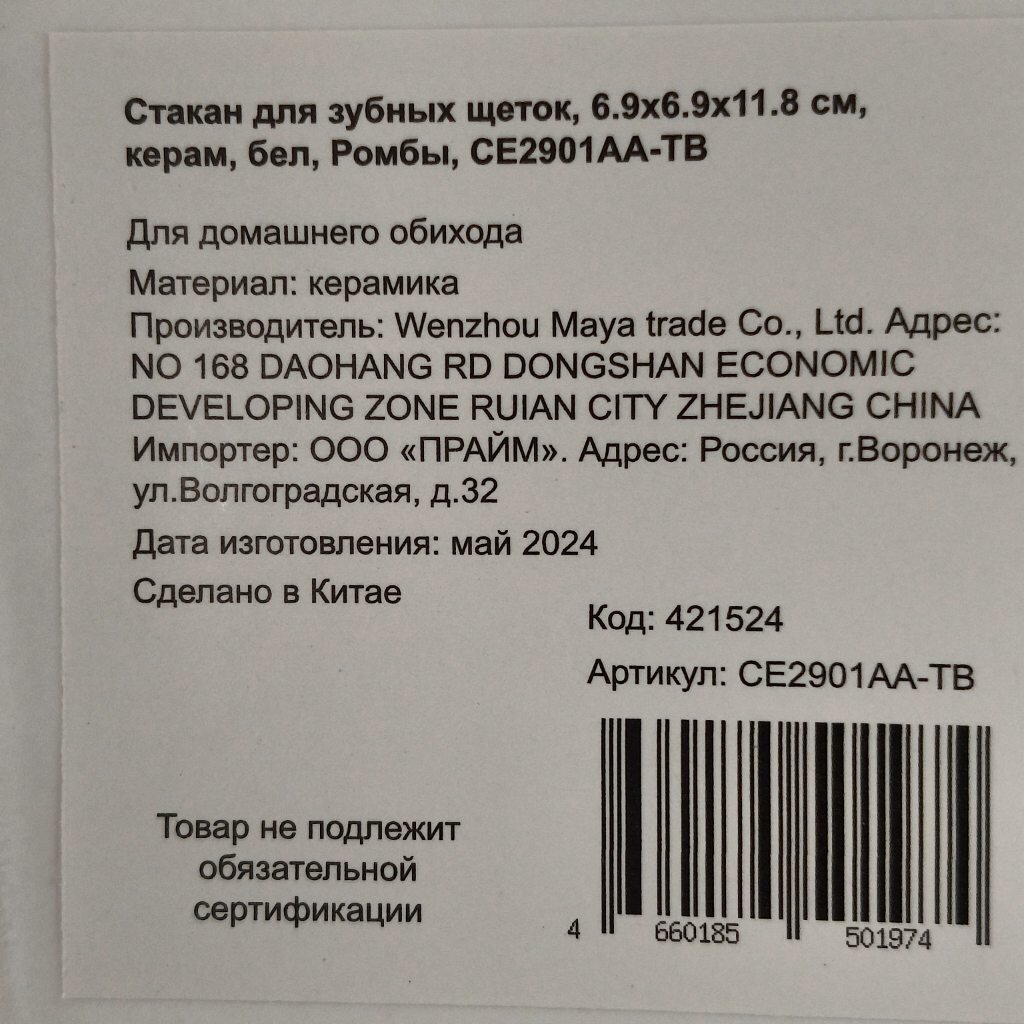 Стакан для зубных щеток, 6.9х6.9х11.8 см,
керам, бел, Ромбы, CE2901AA-TB
Для домашнего обихода
Материал: керамика
Производитель: Wenzhou Maya trade Co., Ltd. Адрес:
NO 168 DAOHANG RD DONGSHAN ECONOMIC
DEVELOPING ZONE RUIAN CITY ZHEJIANG CHINA
Импортер: ООО «ПРАЙМ». Адрес: Россия, г.Воронеж,
ул.Волгоградская, д.32
Дата изготовления: май 2024
Сделано в Китае
Код: 421524
Артикул: CE2901AA-TB
Товар не подлежит
обязательной
сертификации
4 660185 501974